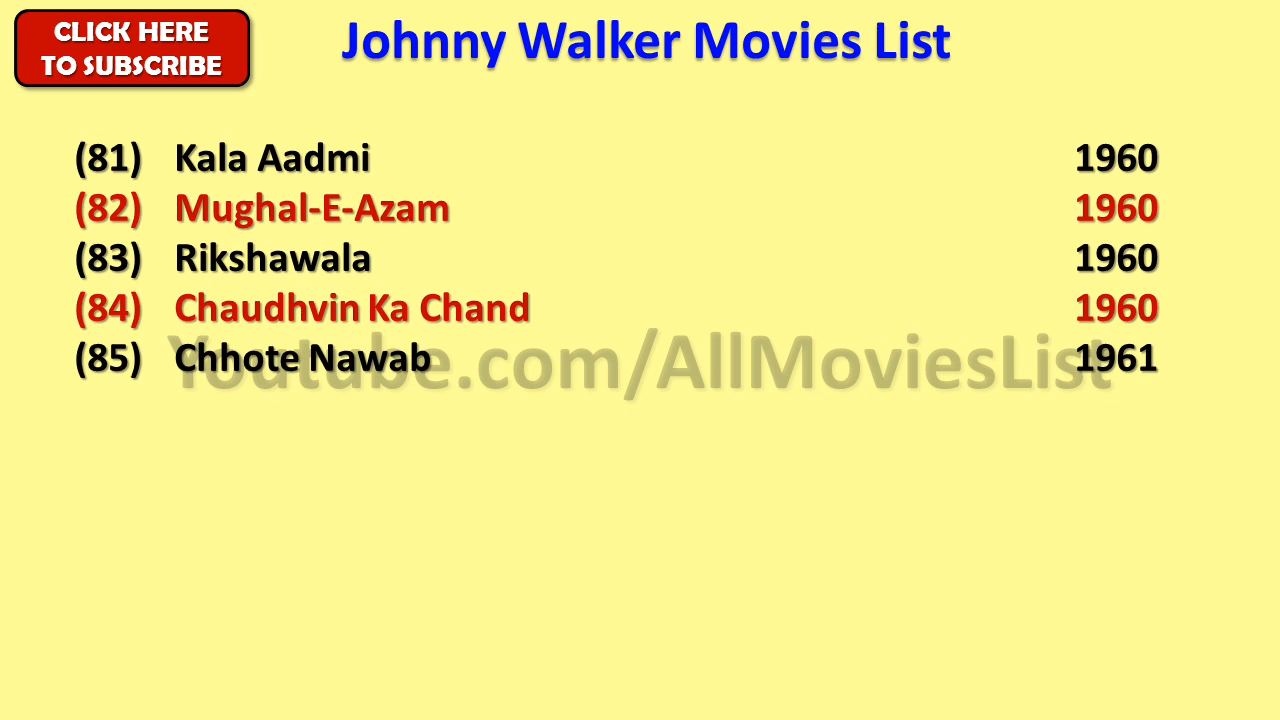 CLICK HERE
TO SUBSCRIBE
Johnny Walker Movies List
(81) Kala Aadmi 1960
(82) Mughal-E-Azam 1960
(83) Rikshawala 1960
(84) Chaudhvin Ka Chand 1960
(85) Chhote Nawab 1961
Youtube.com/AllMoviesList